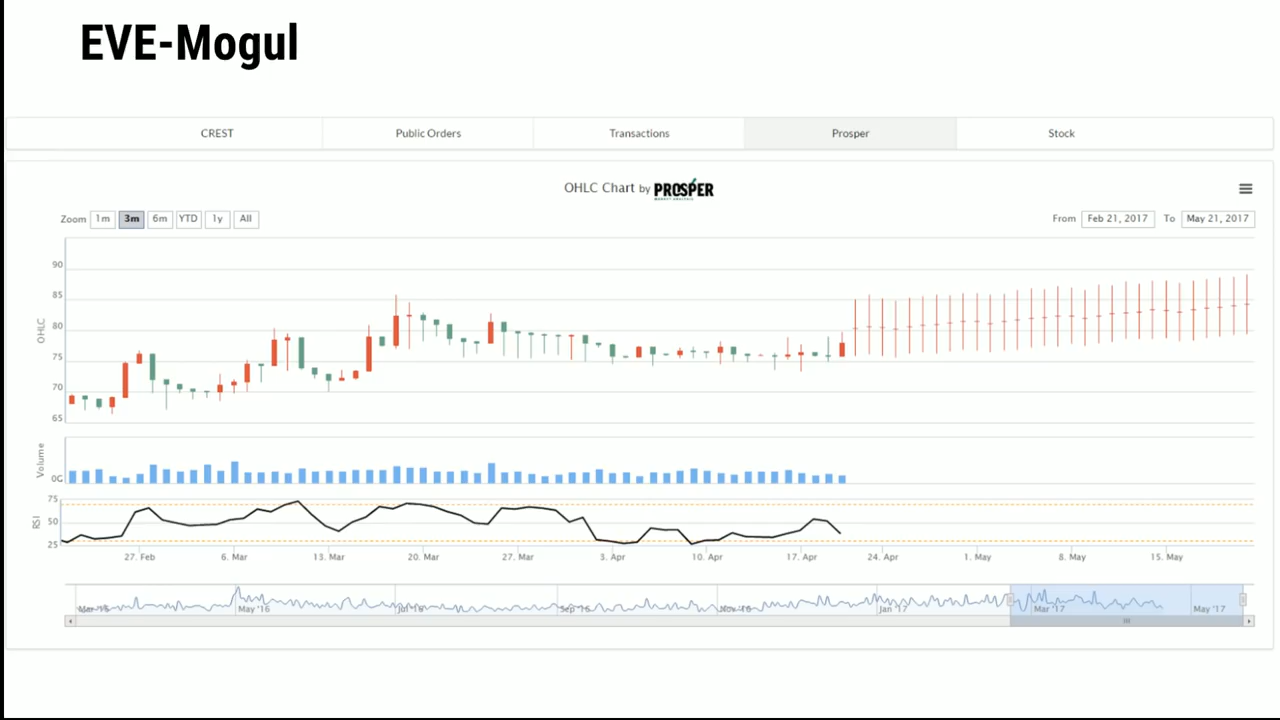 EVE-Mogul
CREST Public Orders Transactions Prosper Stock
OHLC Chart by PROSPER
MARKET ANALYSIS
Zoom 1m 3m 6m YTD 1y All From Feb 21, 2017 To May 21, 2017
90
85
80
75
70
65
OHLC
Volume
0G
75
50
25
RSI
27. Feb 6. Mar 13. Mar 20. Mar 27. Mar 3. Apr 10. Apr 17. Apr 24. Apr 1. May 8. May 15. May
Mar '16 May '16 Jul '16 Sep '16 Nov '16 Jan '17 Mar '17 May '17